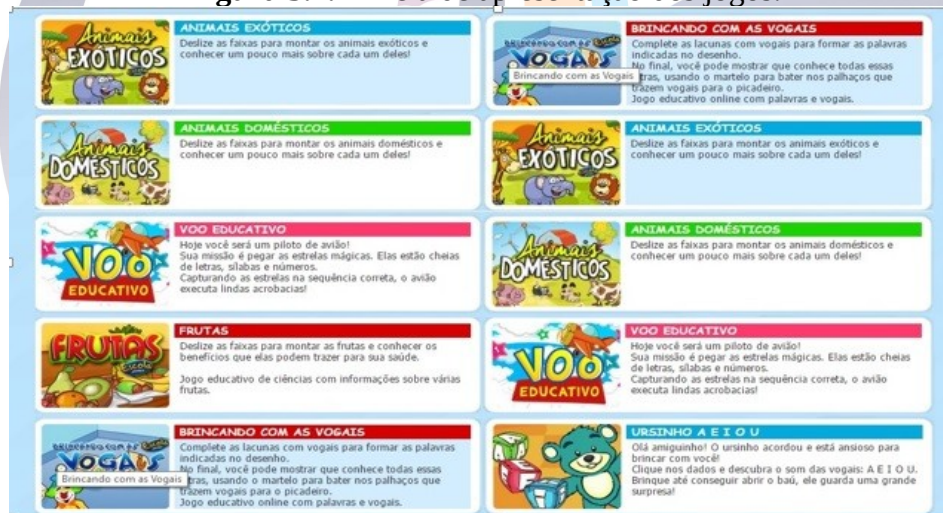 ANIMAIS EXÓTICOS
Animais
EXÓTICOS
Deslize as faixas para montar os animais exóticos e
conhecer um pouco mais sobre cada um deles!
ANIMAIS DOMÉSTICOS
Animais
DOMÉSTICOS
Deslize as faixas para montar os animais domésticos e
conhecer um pouco mais sobre cada um deles!
VOO EDUCATIVO
VOO
EDUCATIVO
Hoje você será um piloto de avião!
Sua missão é pegar as estrelas mágicas. Elas estão cheias
de letras, sílabas e números.
Capturando as estrelas na sequência correta, o avião
executa lindas acrobacias!
FRUTAS
FRUTAS
Escola
Deslize as faixas para montar as frutas e conhecer os
benefícios que elas podem trazer para sua saúde.
Jogo educativo de ciências com informações sobre várias
frutas.
BRINCANDO COM AS VOGAIS
BRINCANDO COM AS
VOGAIS
Brincando com as Vogais
Complete as lacunas com vogais para formar as palavras
indicadas no desenho.
No final, você pode mostrar que conhece todas essas
tras, usando o martelo para bater nos palhaços que
trazem vogais para o picadeiro.
Jogo educativo online com palavras e vogais.
BRINCANDO COM AS VOGAIS
BRINCANDO COM AS
VOGAIS
Brincando com as Vogais
Complete as lacunas com vogais para formar as palavras
indicadas no desenho.
No final, você pode mostrar que conhece todas essas
tras, usando o martelo para bater nos palhaços que
trazem vogais para o picadeiro.
Jogo educativo online com palavras e vogais.
ANIMAIS EXÓTICOS
Animais
EXÓTICOS
Deslize as faixas para montar os animais exóticos e
conhecer um pouco mais sobre cada um deles!
ANIMAIS DOMÉSTICOS
Animais
DOMÉSTICOS
Deslize as faixas para montar os animais domésticos e
conhecer um pouco mais sobre cada um deles!
VOO EDUCATIVO
VOO
EDUCATIVO
Hoje você será um piloto de avião!
Sua missão é pegar as estrelas mágicas. Elas estão cheias
de letras, sílabas e números.
Capturando as estrelas na sequência correta, o avião
executa lindas acrobacias!
URSINHO A E I O U
Olá amiguinho! O ursinho acordou e está ansioso para
brincar com você!
Clique nos dados e descubra o som das vogais: A E I O U.
Brinque até conseguir abrir o baú, ele guarda uma grande
surpresa!